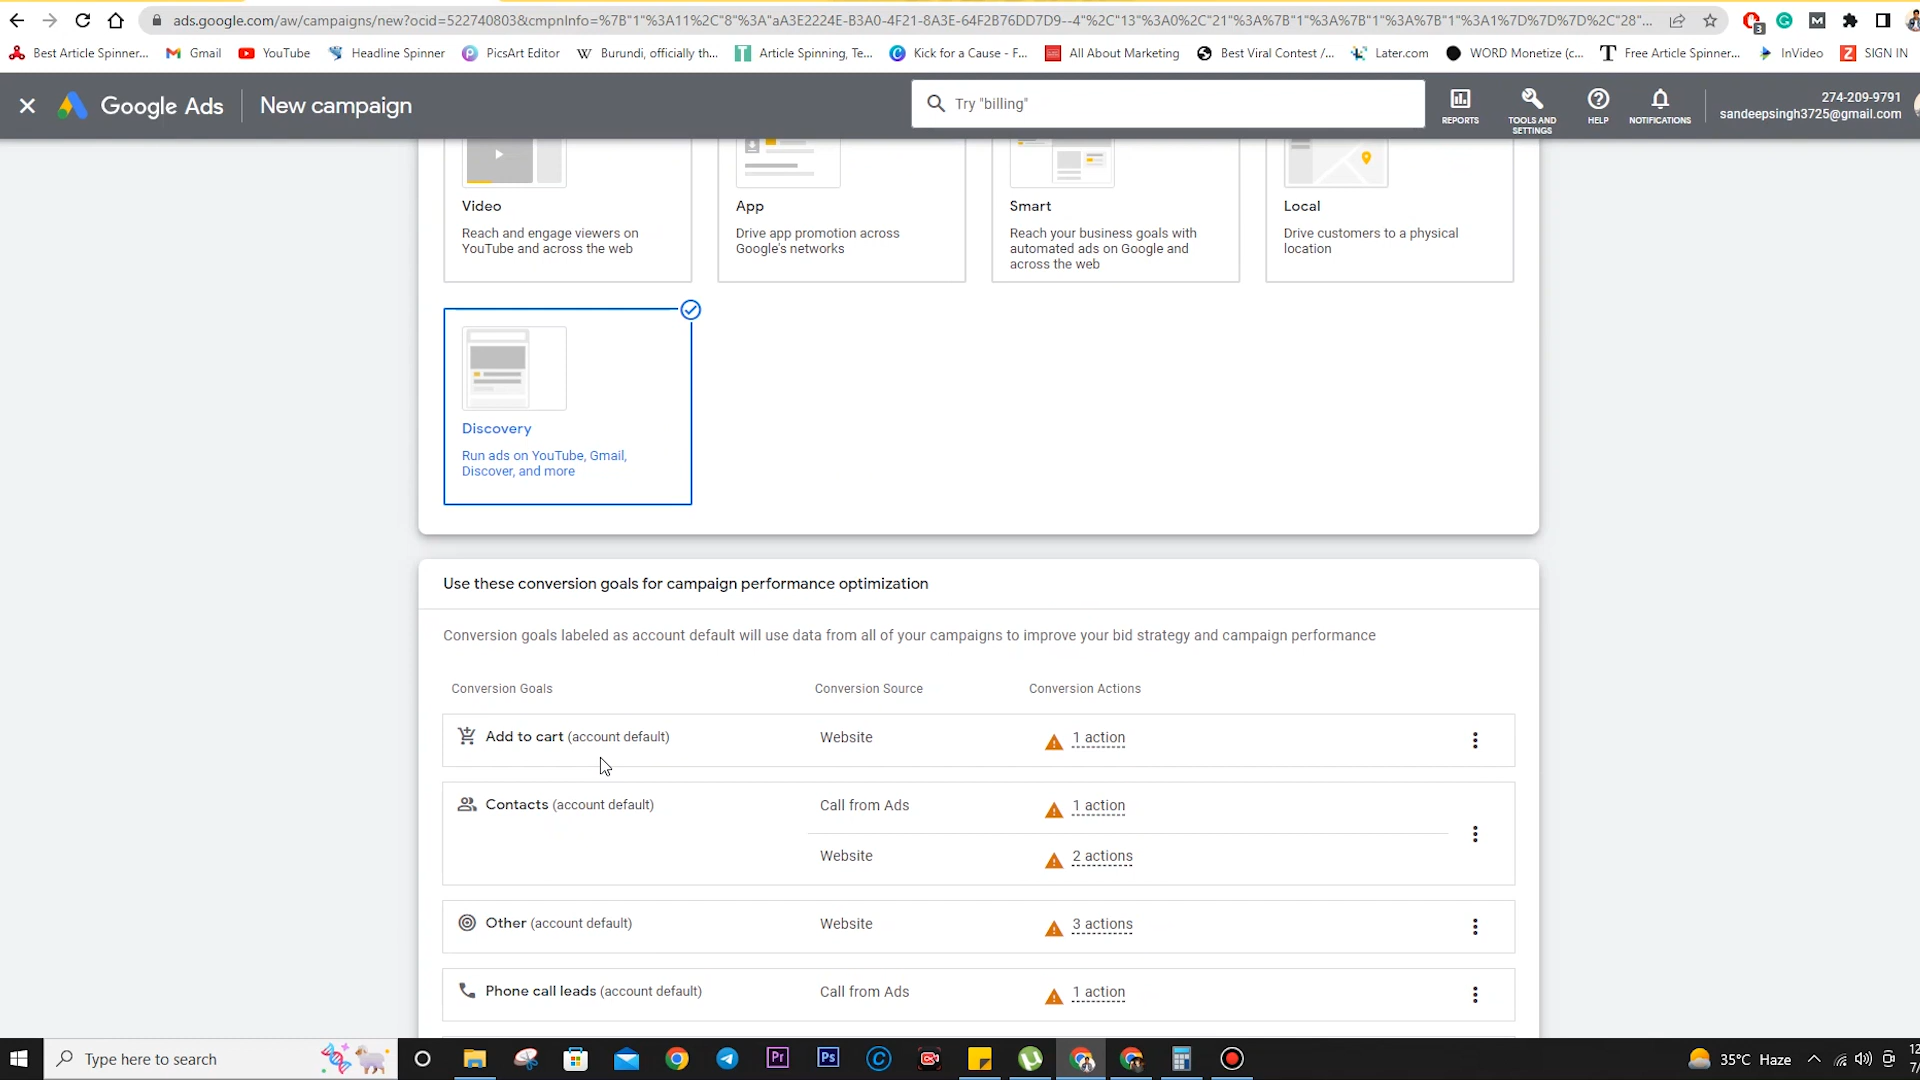 ads.google.com/aw/campaigns/new?ocid=522740803&cmpnInfo=%7B"1"%3A11%2C"8"%3A"aA3E2224E-B3A0-4F21-8A3E-64F2B76DD7D9--4"%2C"13"%3A0%2C"21"%3A%7B"1"%3A%7B"1"%3A%7B"1"%3A1%7D%7D%7D%2C"28"...
3
Best Article Spinner...
Gmail
YouTube
Headline Spinner
PicsArt Editor
Burundi, officially th...
Article Spinning, Te...
Kick for a Cause - F...
All About Marketing
Best Viral Contest /...
Later.com
WORD Monetize (c...
Free Article Spinner...
InVideo
SIGN IN
Google Ads
New campaign
Try "billing"
REPORTS
TOOLS AND
SETTINGS
HELP
NOTIFICATIONS
274-209-9791
sandeepsingh3725@gmail.com
Video
Reach and engage viewers on
YouTube and across the web
App
Drive app promotion across
Google's networks
Smart
Reach your business goals with
automated ads on Google and
across the web
Local
Drive customers to a physical
location
Discovery
Run ads on YouTube, Gmail,
Discover, and more
Use these conversion goals for campaign performance optimization
Conversion goals labeled as account default will use data from all of your campaigns to improve your bid strategy and campaign performance
Conversion Goals
Conversion Source
Conversion Actions
Add to cart (account default)
Website
1 action
Contacts (account default)
Call from Ads
1 action
Website
2 actions
Other (account default)
Website
3 actions
Phone call leads (account default)
Call from Ads
1 action
Type here to search
Pr
Ps
35°C Haze